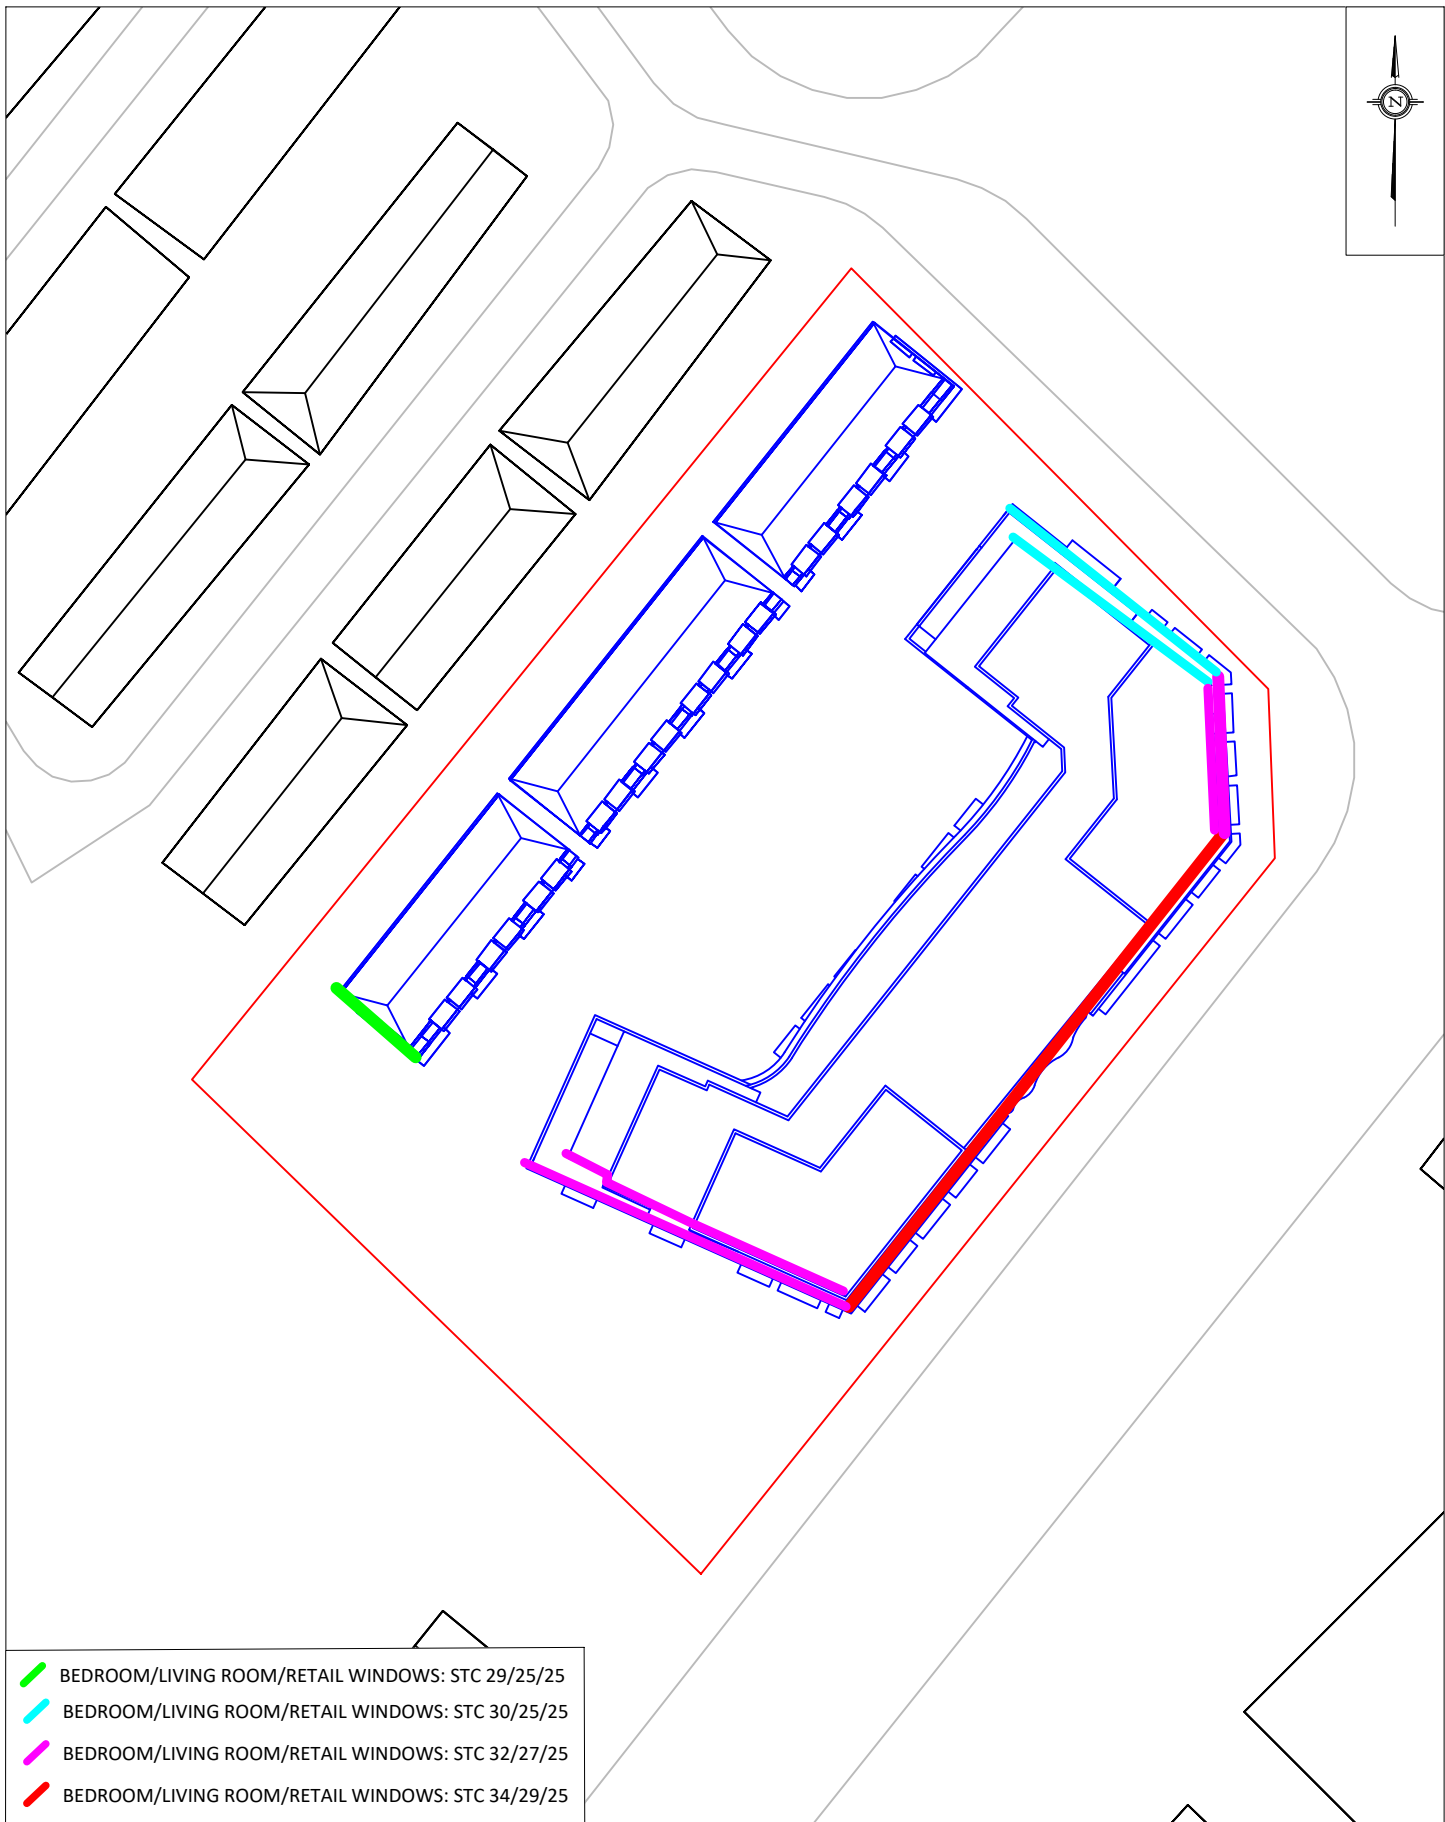 N
BEDROOM/LIVING ROOM/RETAIL WINDOWS: STC 29/25/25
BEDROOM/LIVING ROOM/RETAIL WINDOWS: STC 30/25/25
BEDROOM/LIVING ROOM/RETAIL WINDOWS: STC 32/27/25
BEDROOM/LIVING ROOM/RETAIL WINDOWS: STC 34/29/25